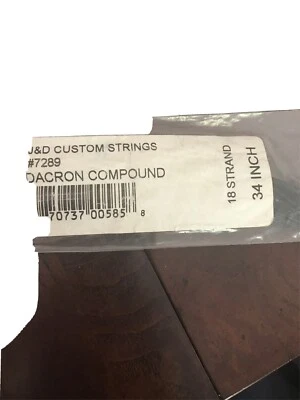 J&D CUSTOM STRINGS
#7289
DACRON COMPOUND
70737 00585 8
18 STRAND
34 INCH